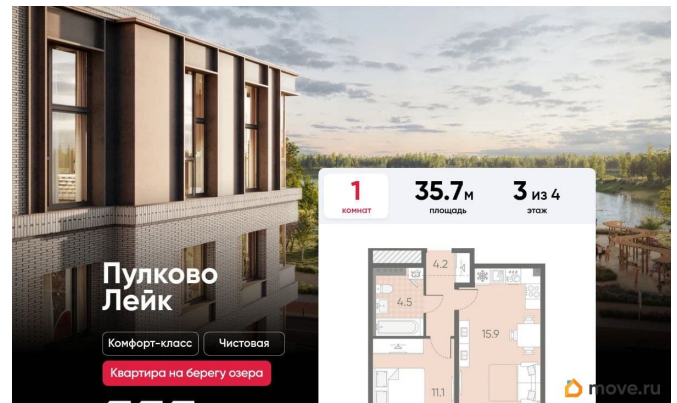 1
комнат
35.7м
площадь
3 из 4
этаж
4.2
4.5
15.9
11.1
Пулково
Лейк
Комфорт-класс
Чистовая
Квартира на берегу озера
move.ru